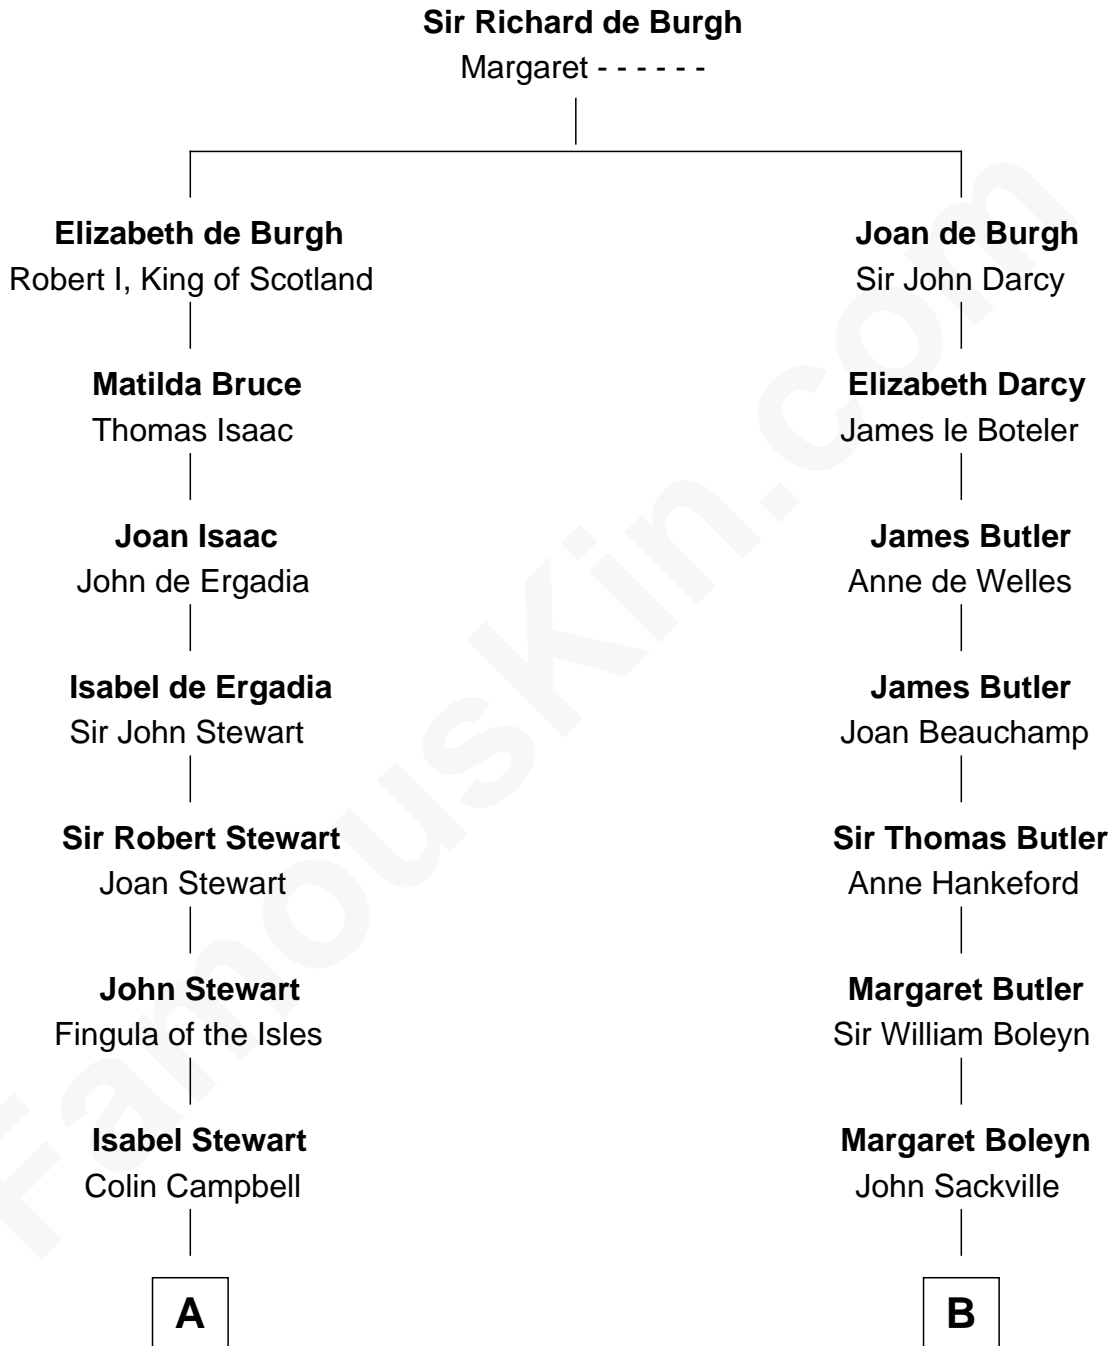 Sir Richard de Burgh
Margaret - - - - - -
Elizabeth de Burgh
Robert I, King of Scotland
Joan de Burgh
Sir John Darcy
Matilda Bruce
Thomas Isaac
Elizabeth Darcy
James le Boteler
Joan Isaac
John de Ergadia
James Butler
Anne de Welles
Isabel de Ergadia
Sir John Stewart
James Butler
Joan Beauchamp
Sir Robert Stewart
Joan Stewart
Sir Thomas Butler
Anne Hankeford
John Stewart
Fingula of the Isles
Margaret Butler
Sir William Boleyn
Isabel Stewart
Colin Campbell
Margaret Boleyn
John Sackville
A
B
FamousKin.com